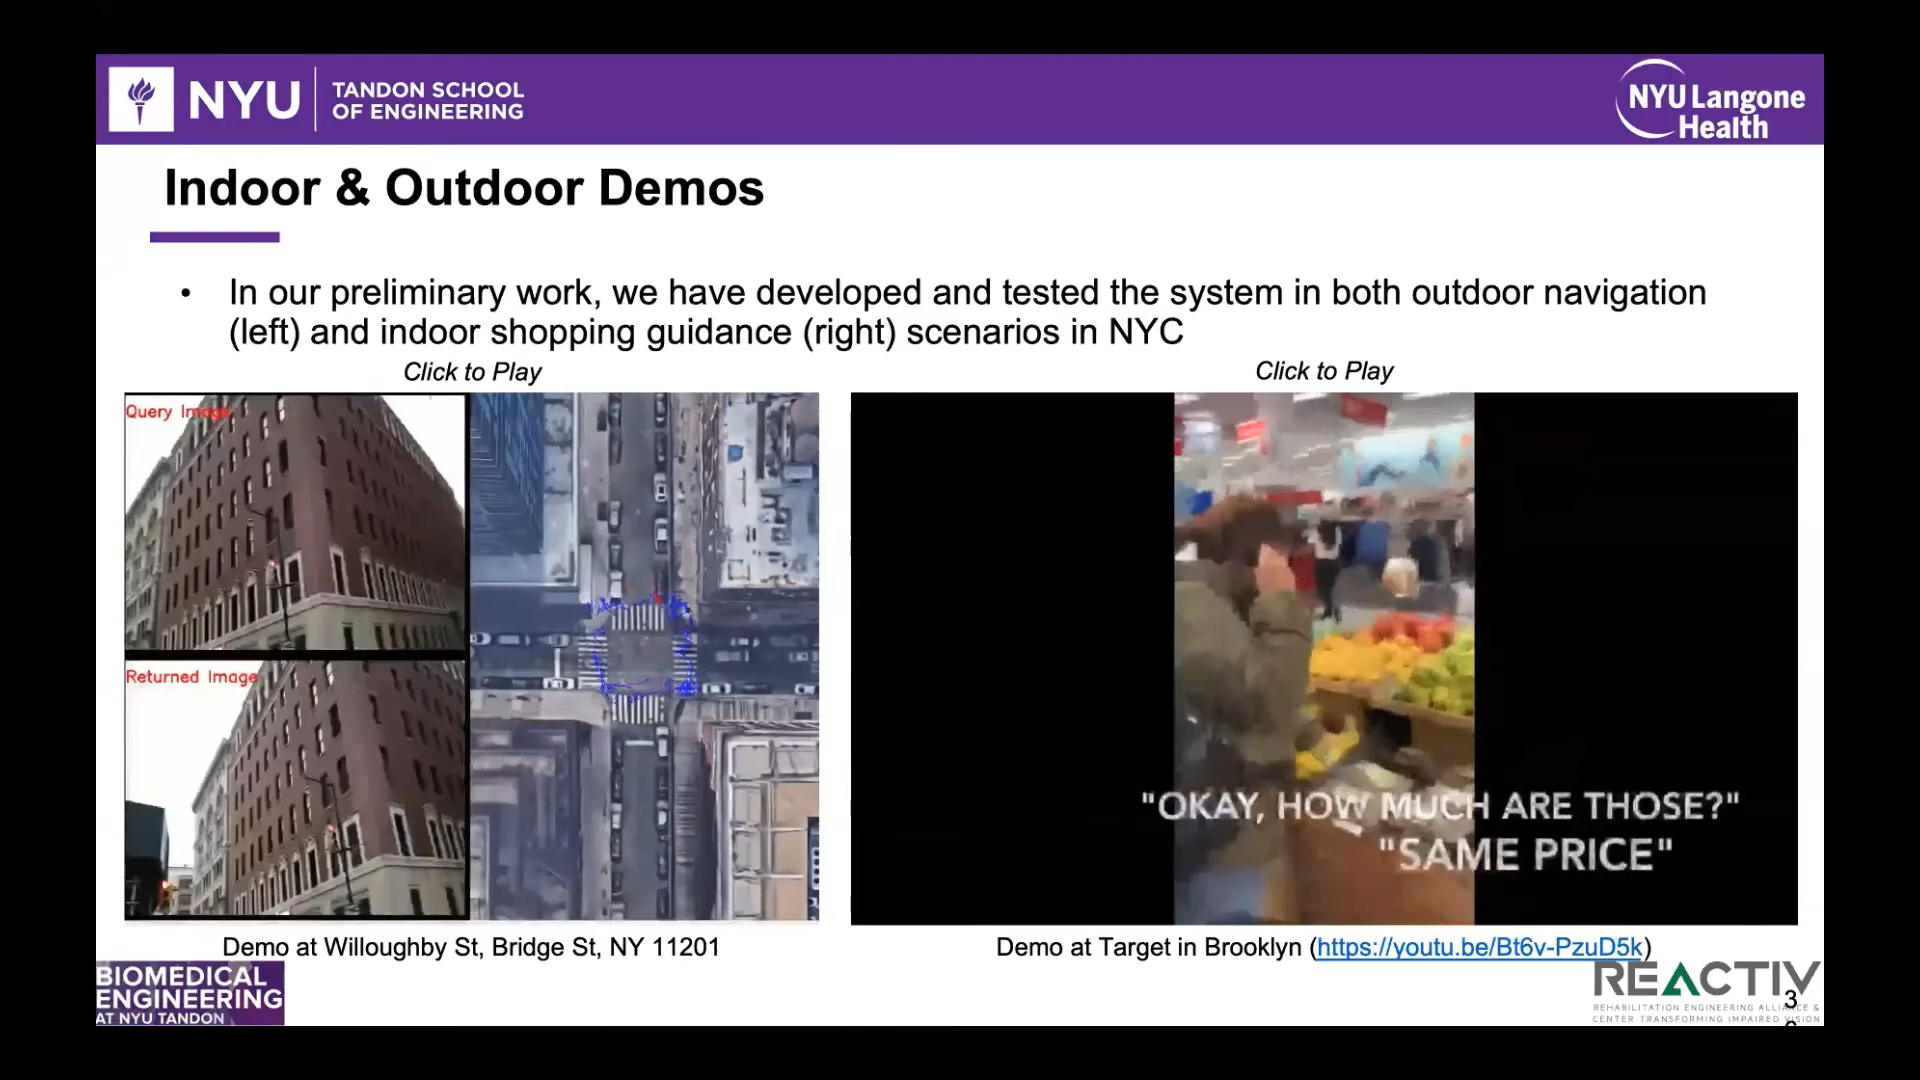 NYU
TANDON SCHOOL
OF ENGINEERING
NYU Langone
Health
Indoor & Outdoor Demos
• In our preliminary work, we have developed and tested the system in both outdoor navigation
(left) and indoor shopping guidance (right) scenarios in NYC
Click to Play
Click to Play
Query Image
Returned Image
"OKAY, HOW MUCH ARE THOSE?"
"SAME PRICE"
Demo at Willoughby St, Bridge St, NY 11201
Demo at Target in Brooklyn (https://youtu.be/Bt6v-PzuD5k)
BIOMEDICAL
ENGINEERING
AT NYU TANDON
REACTIV
REHABILITATION ENGINEERING ALLIANCE &
CENTER TRANSFORMING IMPAIRED VISION
3